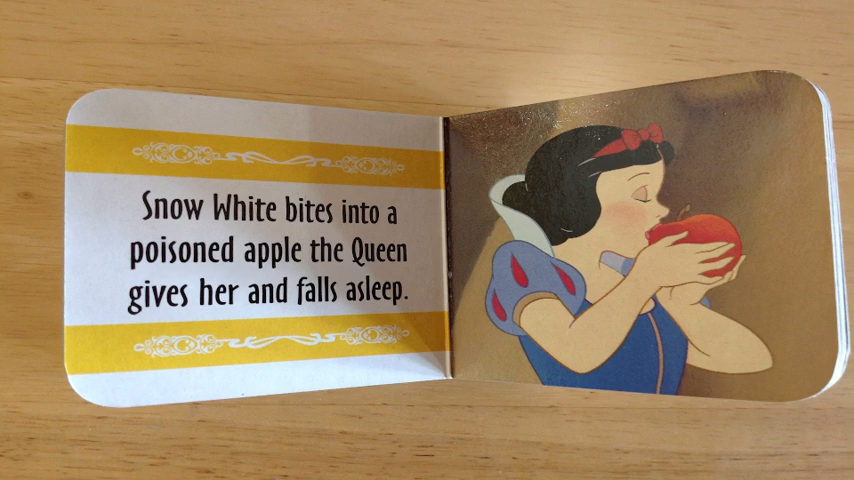 Snow White bites into a
poisoned apple the Queen
gives her and falls asleep.